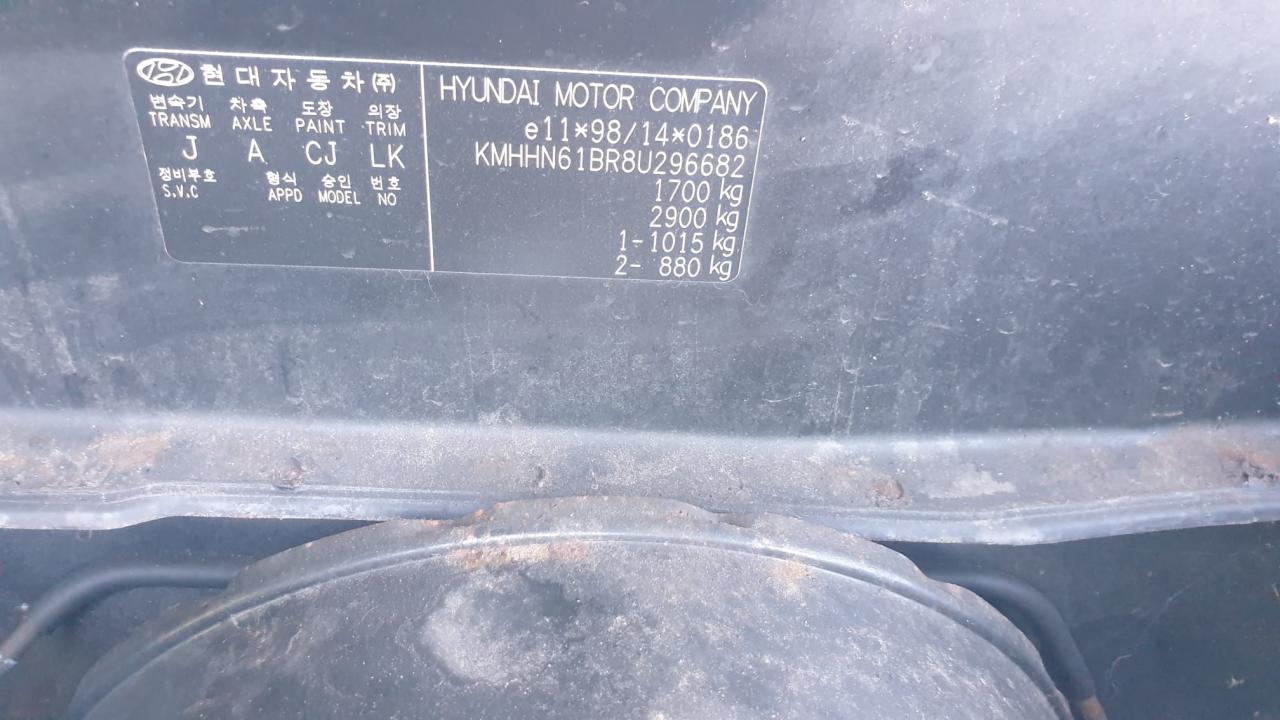 현대자동차 ㈜
변속기 차축 도장 의장
TRANSM AXLE PAINT TRIM
J A CJ LK
정비부호 형식 승인 번호
S.V.C APPD MODEL NO
HYUNDAI MOTOR COMPANY
e11*98/14*0186
KMHHN61BR8U296682
1700 kg
2900 kg
1-1015 kg
2- 880 kg